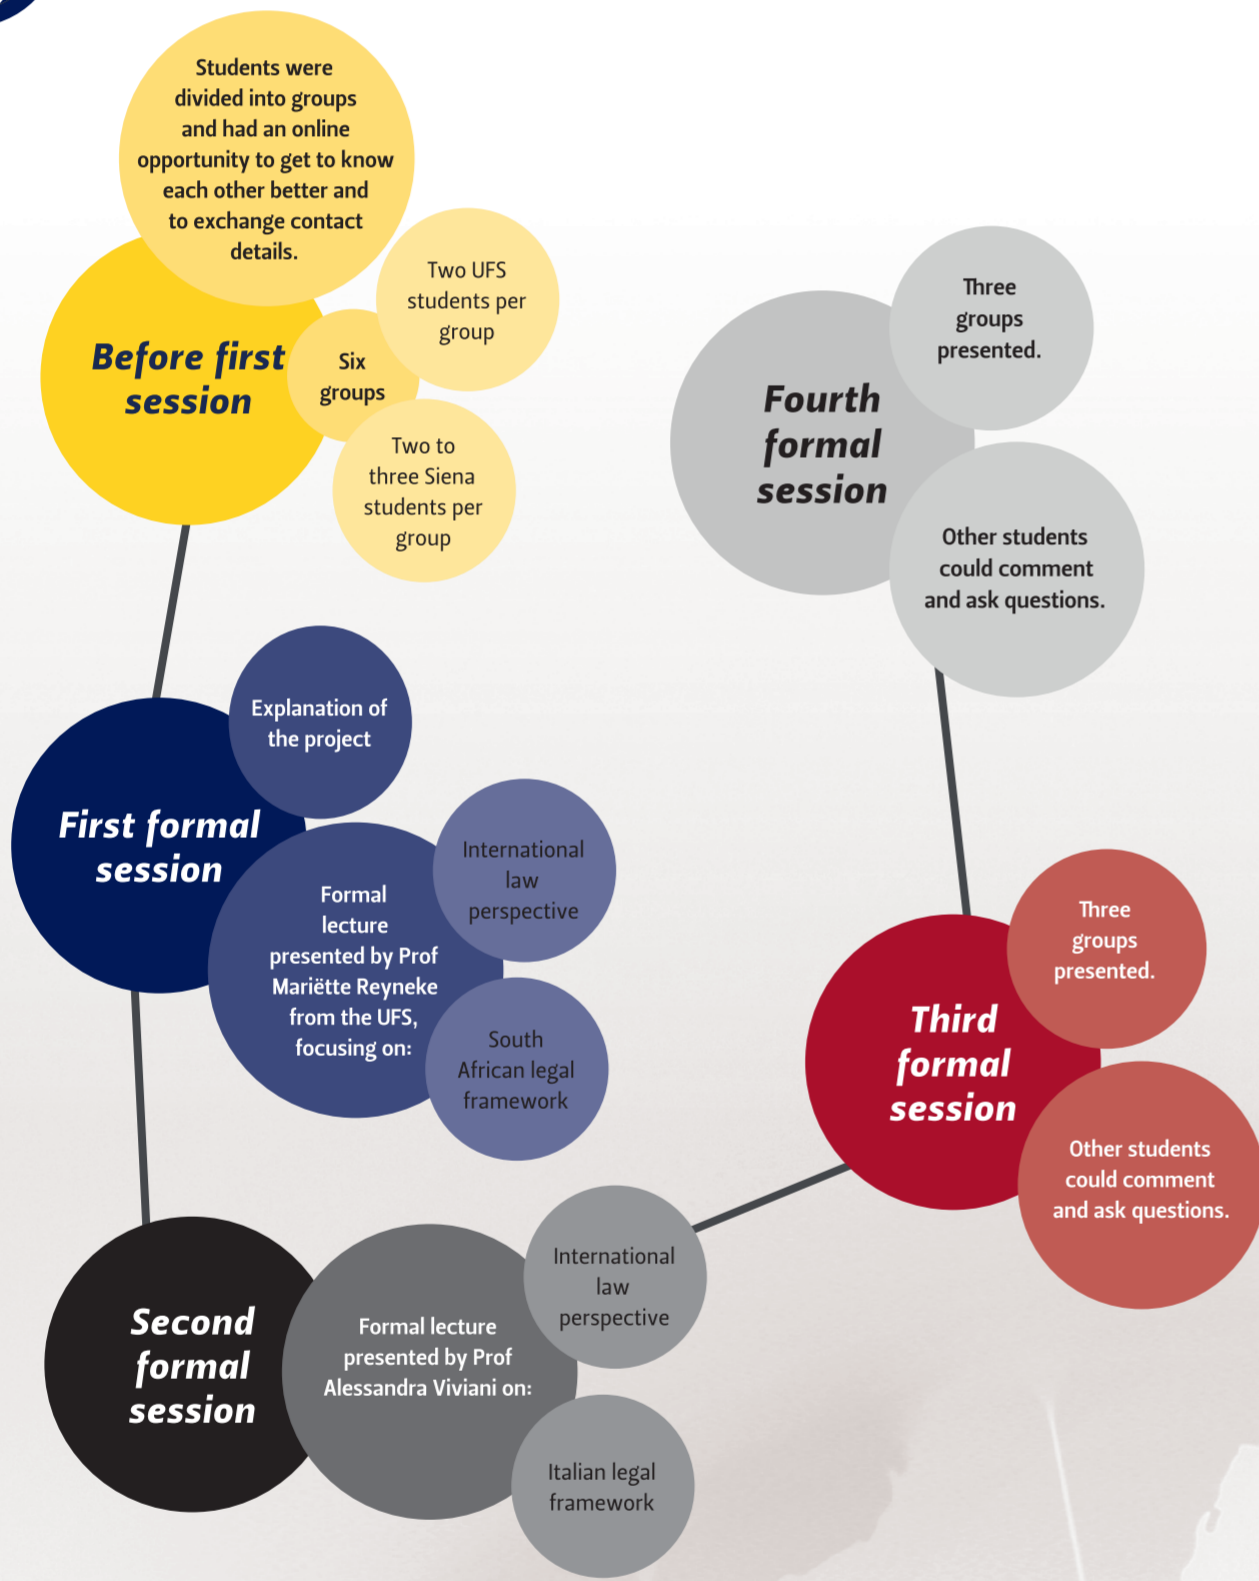 Students were
divided into groups
and had an online
opportunity to get to know
each other better and
to exchange contact
details.
Before first
session
Six
groups
Two UFS
students per
group
Two to
three Siena
students per
group
First formal
session
Explanation of
the project
Formal
lecture
presented by Prof
Mariëtte Reyneke
from the UFS,
focusing on:
International
law
perspective
South
African legal
framework
Second
formal
session
Formal lecture
presented by Prof
Alessandra Viviani on:
International
law
perspective
Italian legal
framework
Third
formal
session
Three
groups
presented.
Other students
could comment
and ask questions.
Fourth
formal
session
Three
groups
presented.
Other students
could comment
and ask questions.